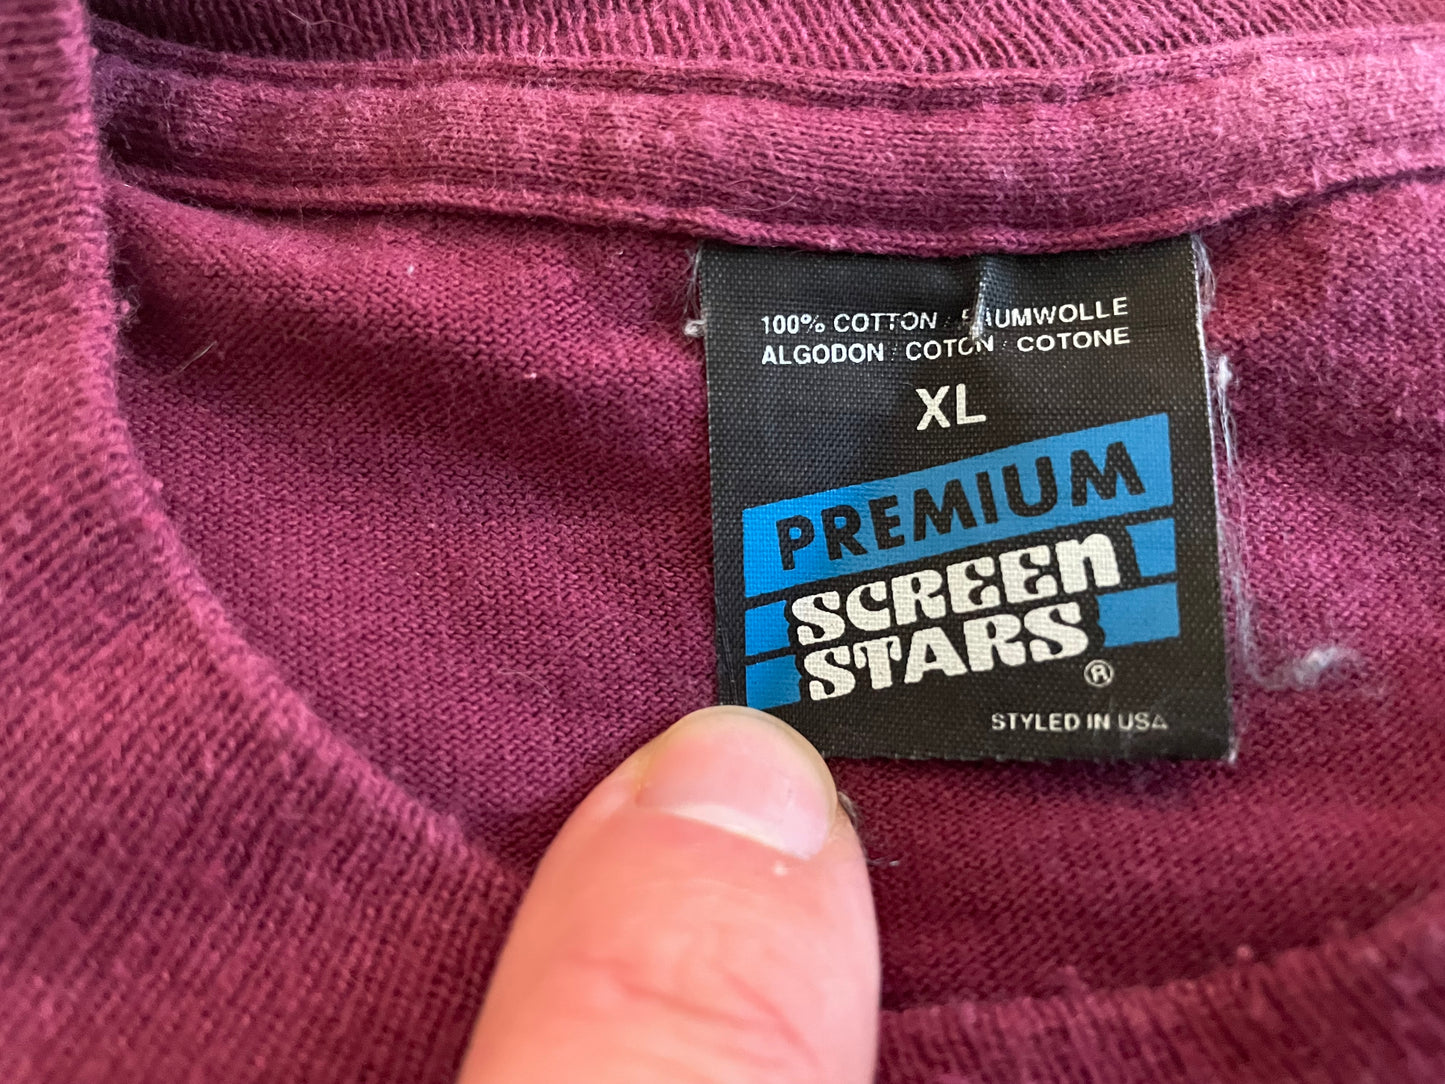 100% COTTON / BAUMWOLLE
ALGODON / COTON / COTONE
XL
PREMIUM
SCREEN
STARS
®
STYLED IN USA